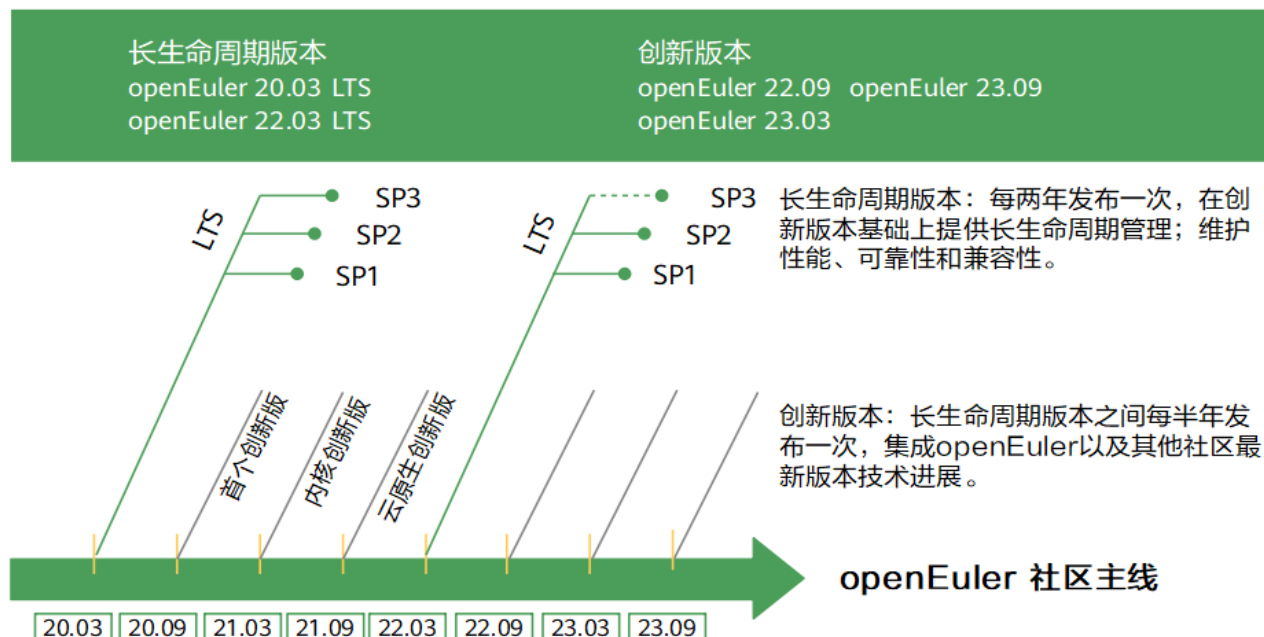 长生命周期版本
openEuler 20.03 LTS
openEuler 22.03 LTS
创新版本
openEuler 22.09 openEuler 23.09
openEuler 23.03
LTS
SP3
SP2
SP1
LTS
SP3
SP2
SP1
长生命周期版本：每两年发布一次，在创
新版本基础上提供长生命周期管理；维护
性能、可靠性和兼容性。
首个创新版
内核创新版
云原生创新版
创新版本：长生命周期版本之间每半年发
布一次，集成openEuler以及其他社区最
新版本技术进展。
openEuler 社区主线
20.03 20.09 21.03 21.09 22.03 22.09 23.03 23.09